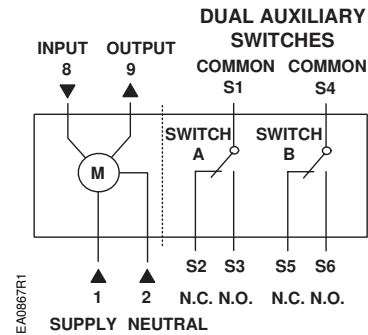 DUAL AUXILIARY
SWITCHES
INPUT OUTPUT
8 9
COMMON COMMON
S1 S4
SWITCH A
SWITCH B
M
S2 S3 S5 S6
1 2
N.C. N.O. N.C. N.O.
SUPPLY NEUTRAL
EA0867R1